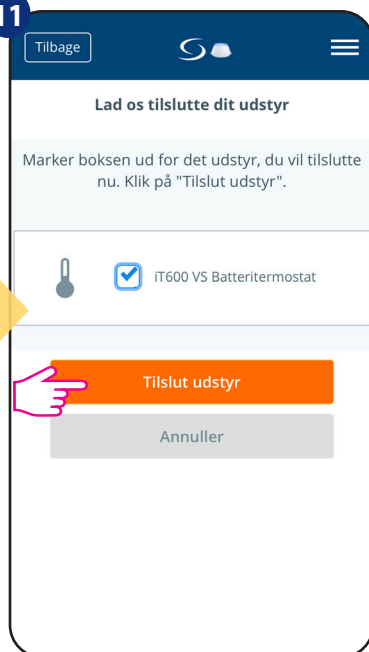 11
Tilbage
Lad os tilslutte dit udstyr
Marker boksen ud for det udstyr, du vil tilslutte
nu. Klik på "Tilslut udstyr".
iT600 VS Batteritermostat
Tilslut udstyr
Annuller